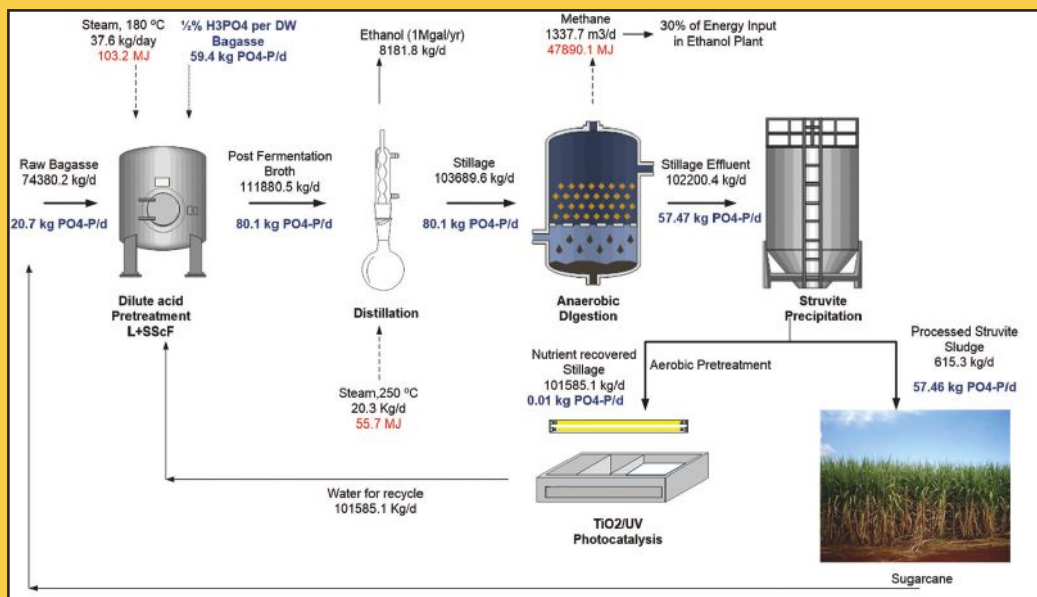 Steam, 180 ºC
37.6 kg/day
103.2 MJ
½% H3PO4 per DW
Bagasse
59.4 kg PO4-P/d
Ethanol (1Mgal/yr)
8181.8 kg/d
Methane
1337.7 m3/d
47890.1 MJ
30% of Energy Input
in Ethanol Plant
Raw Bagasse
74380.2 kg/d
20.7 kg PO4-P/d
Post Fermentation
Broth
111880.5 kg/d
80.1 kg PO4-P/d
Stillage
103689.6 kg/d
80.1 kg PO4-P/d
Stillage Effluent
102200.4 kg/d
57.47 kg PO4-P/d
Dilute acid
Pretreatment
L+SScF
Distillation
Anaerobic
DIgestion
Struvite
Precipitation
Steam,250 ºC
20.3 Kg/d
55.7 MJ
Nutrient recovered
Stillage
101585.1 kg/d
0.01 kg PO4-P/d
Aerobic Pretreatment
Processed Struvite
Sludge
615.3 kg/d
57.46 kg PO4-P/d
Water for recycle
101585.1 Kg/d
TiO2/UV
Photocatalysis
Sugarcane